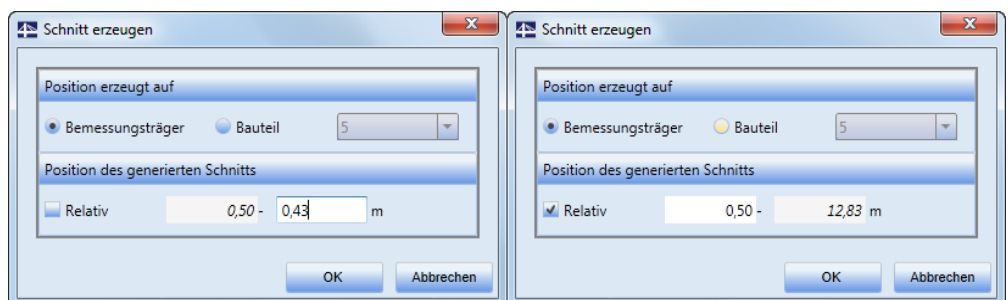 Schnitt erzeugen
Position erzeugt auf
Bemessungsträger Bauteil 5
Position des generierten Schnitts
Relativ 0,50 - 0,43 m
OK Abbrechen
Schnitt erzeugen
Position erzeugt auf
Bemessungsträger Bauteil 5
Position des generierten Schnitts
Relativ 0,50 - 12,83 m
OK Abbrechen